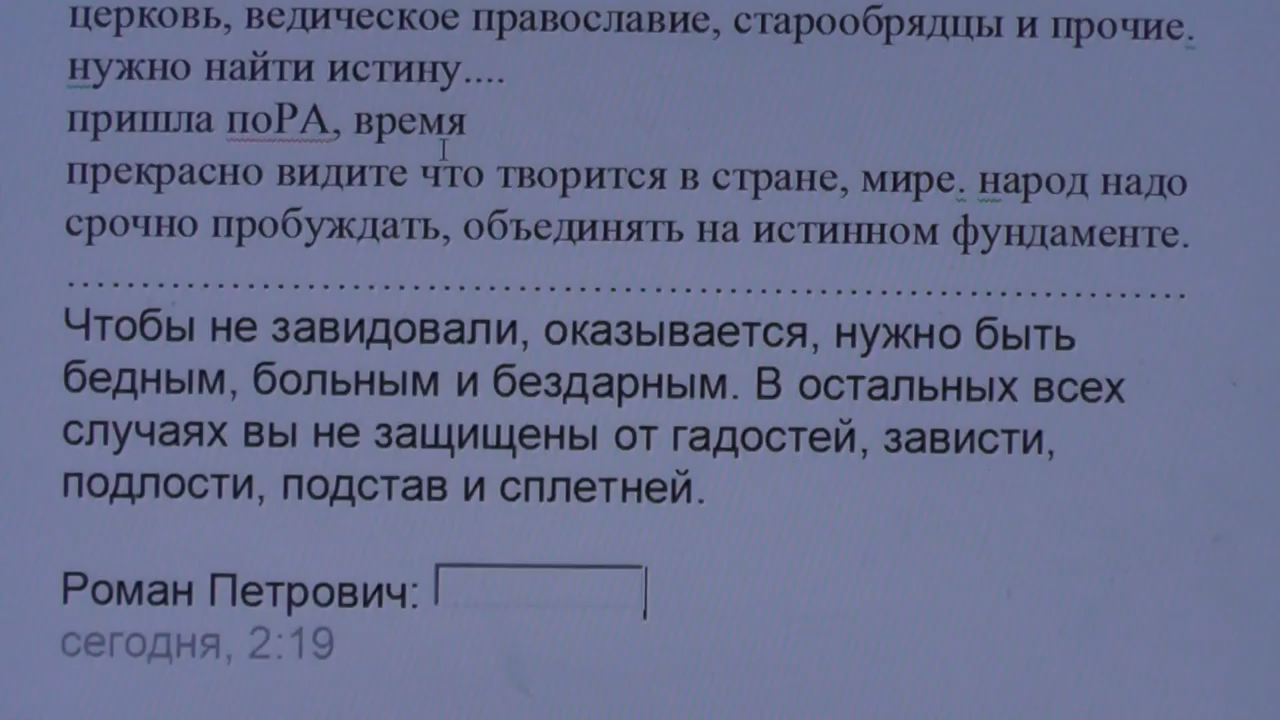 церковь, ведическое православие, старообрядцы и прочие.
нужно найти истину....
пришла поРА, время
прекрасно видите что творится в стране, мире. народ надо
срочно пробуждать, объединять на истинном фундаменте.
....................................................................................
Чтобы не завидовали, оказывается, нужно быть
бедным, больным и бездарным. В остальных всех
случаях вы не защищены от гадостей, зависти,
подлости, подстав и сплетней.
Роман Петрович:
сегодня, 2:19